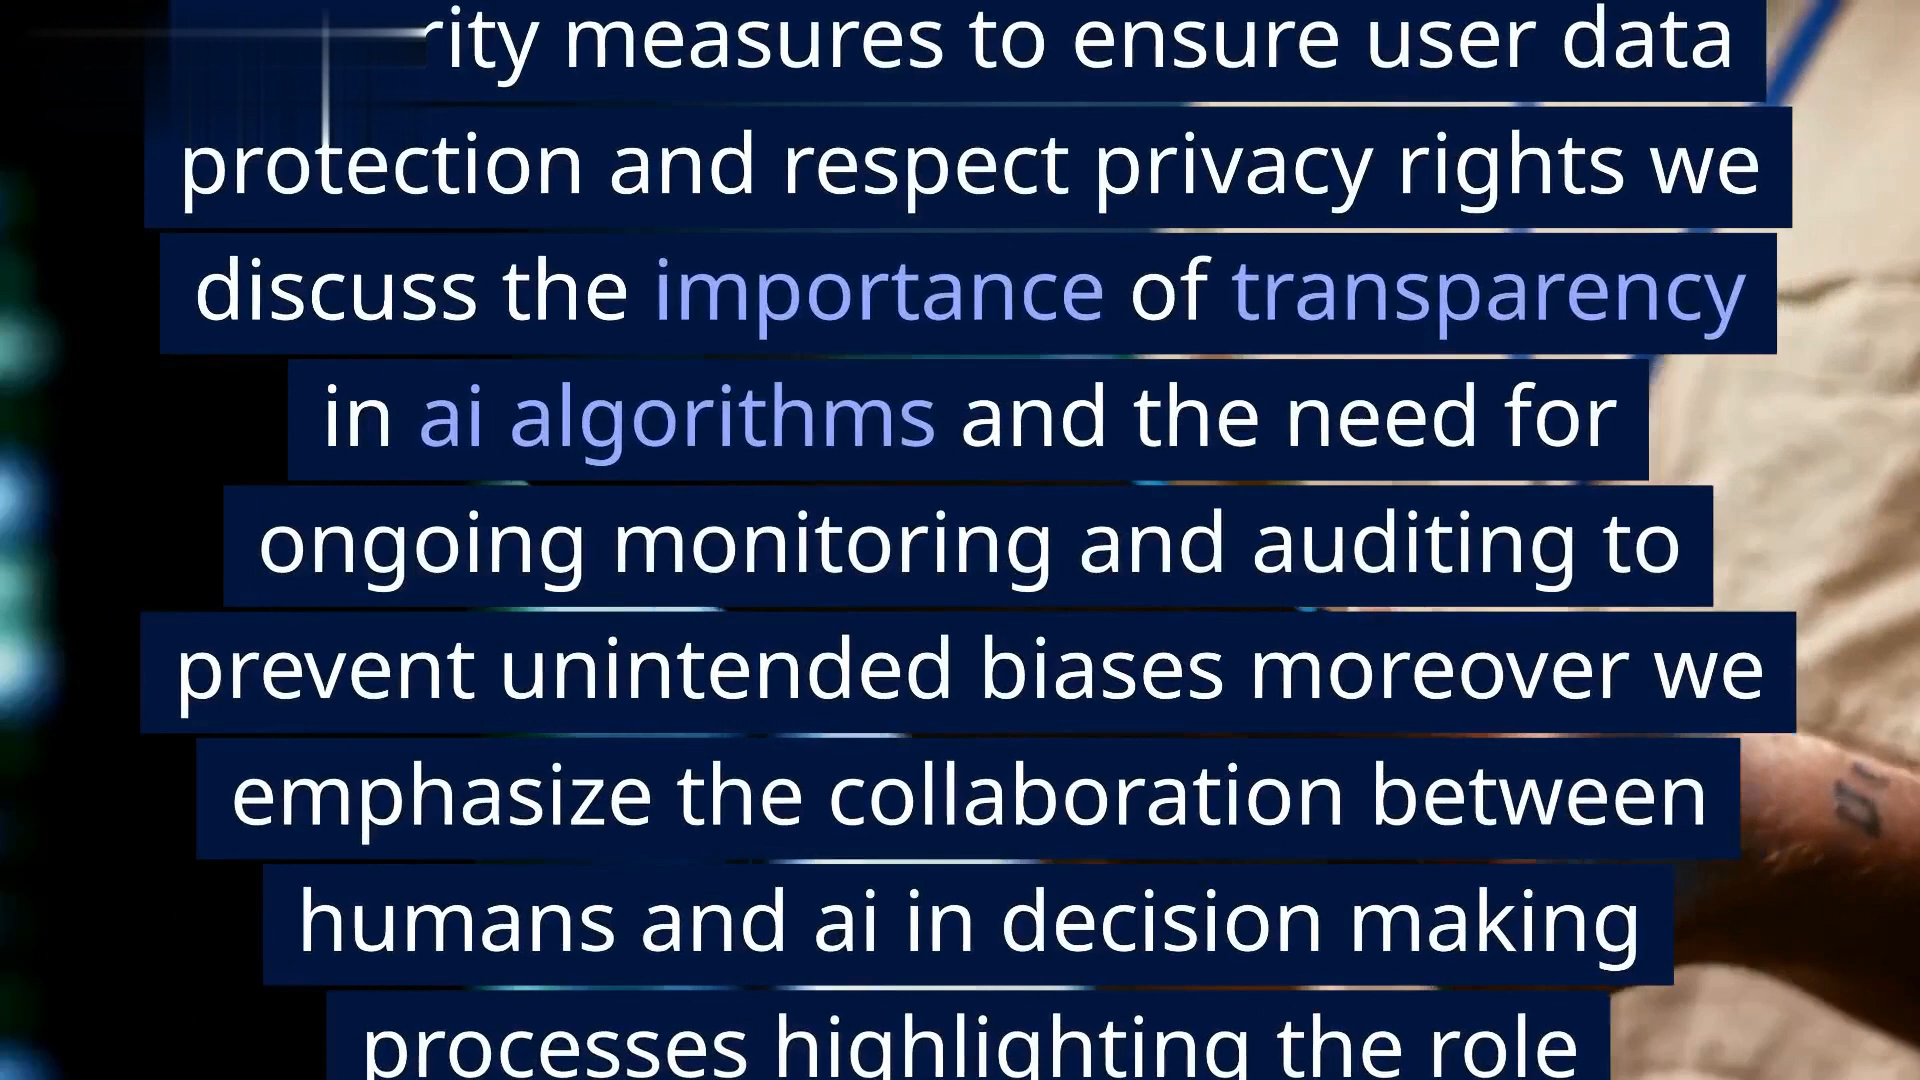 measures to ensure user data
protection and respect privacy rights we
discuss the importance of transparency
in ai algorithms and the need for
ongoing monitoring and auditing to
prevent unintended biases moreover we
emphasize the collaboration between
humans and ai in decision making
processes highlighting the role